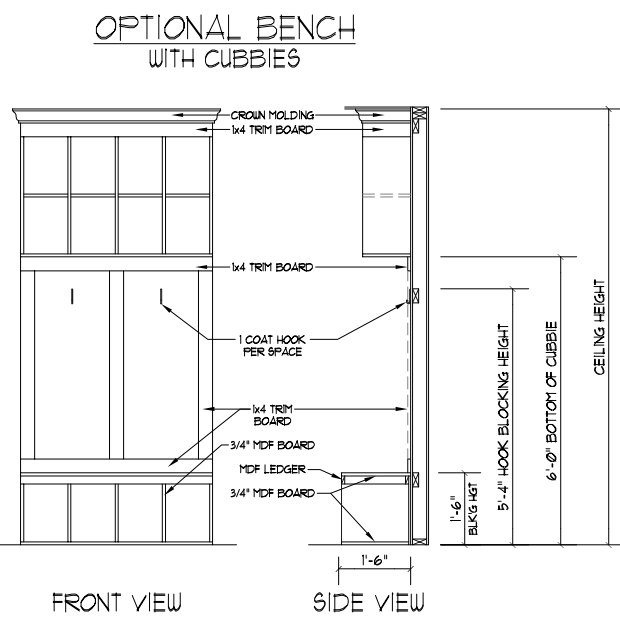 OPTIONAL BENCH
WITH CUBBIES
CROWN MOLDING
1x4 TRIM BOARD
1x4 TRIM BOARD
1 COAT HOOK
PER SPACE
1x4 TRIM
BOARD
3/4" MDF BOARD
MDF LEDGER
3/4" MDF BOARD
1'-6"
BLK'G HGT
5'-4" HOOK BLOCKING HEIGHT
6'-0" BOTTOM OF CUBBIE
CEILING HEIGHT
1'-6"
FRONT VIEW
SIDE VIEW